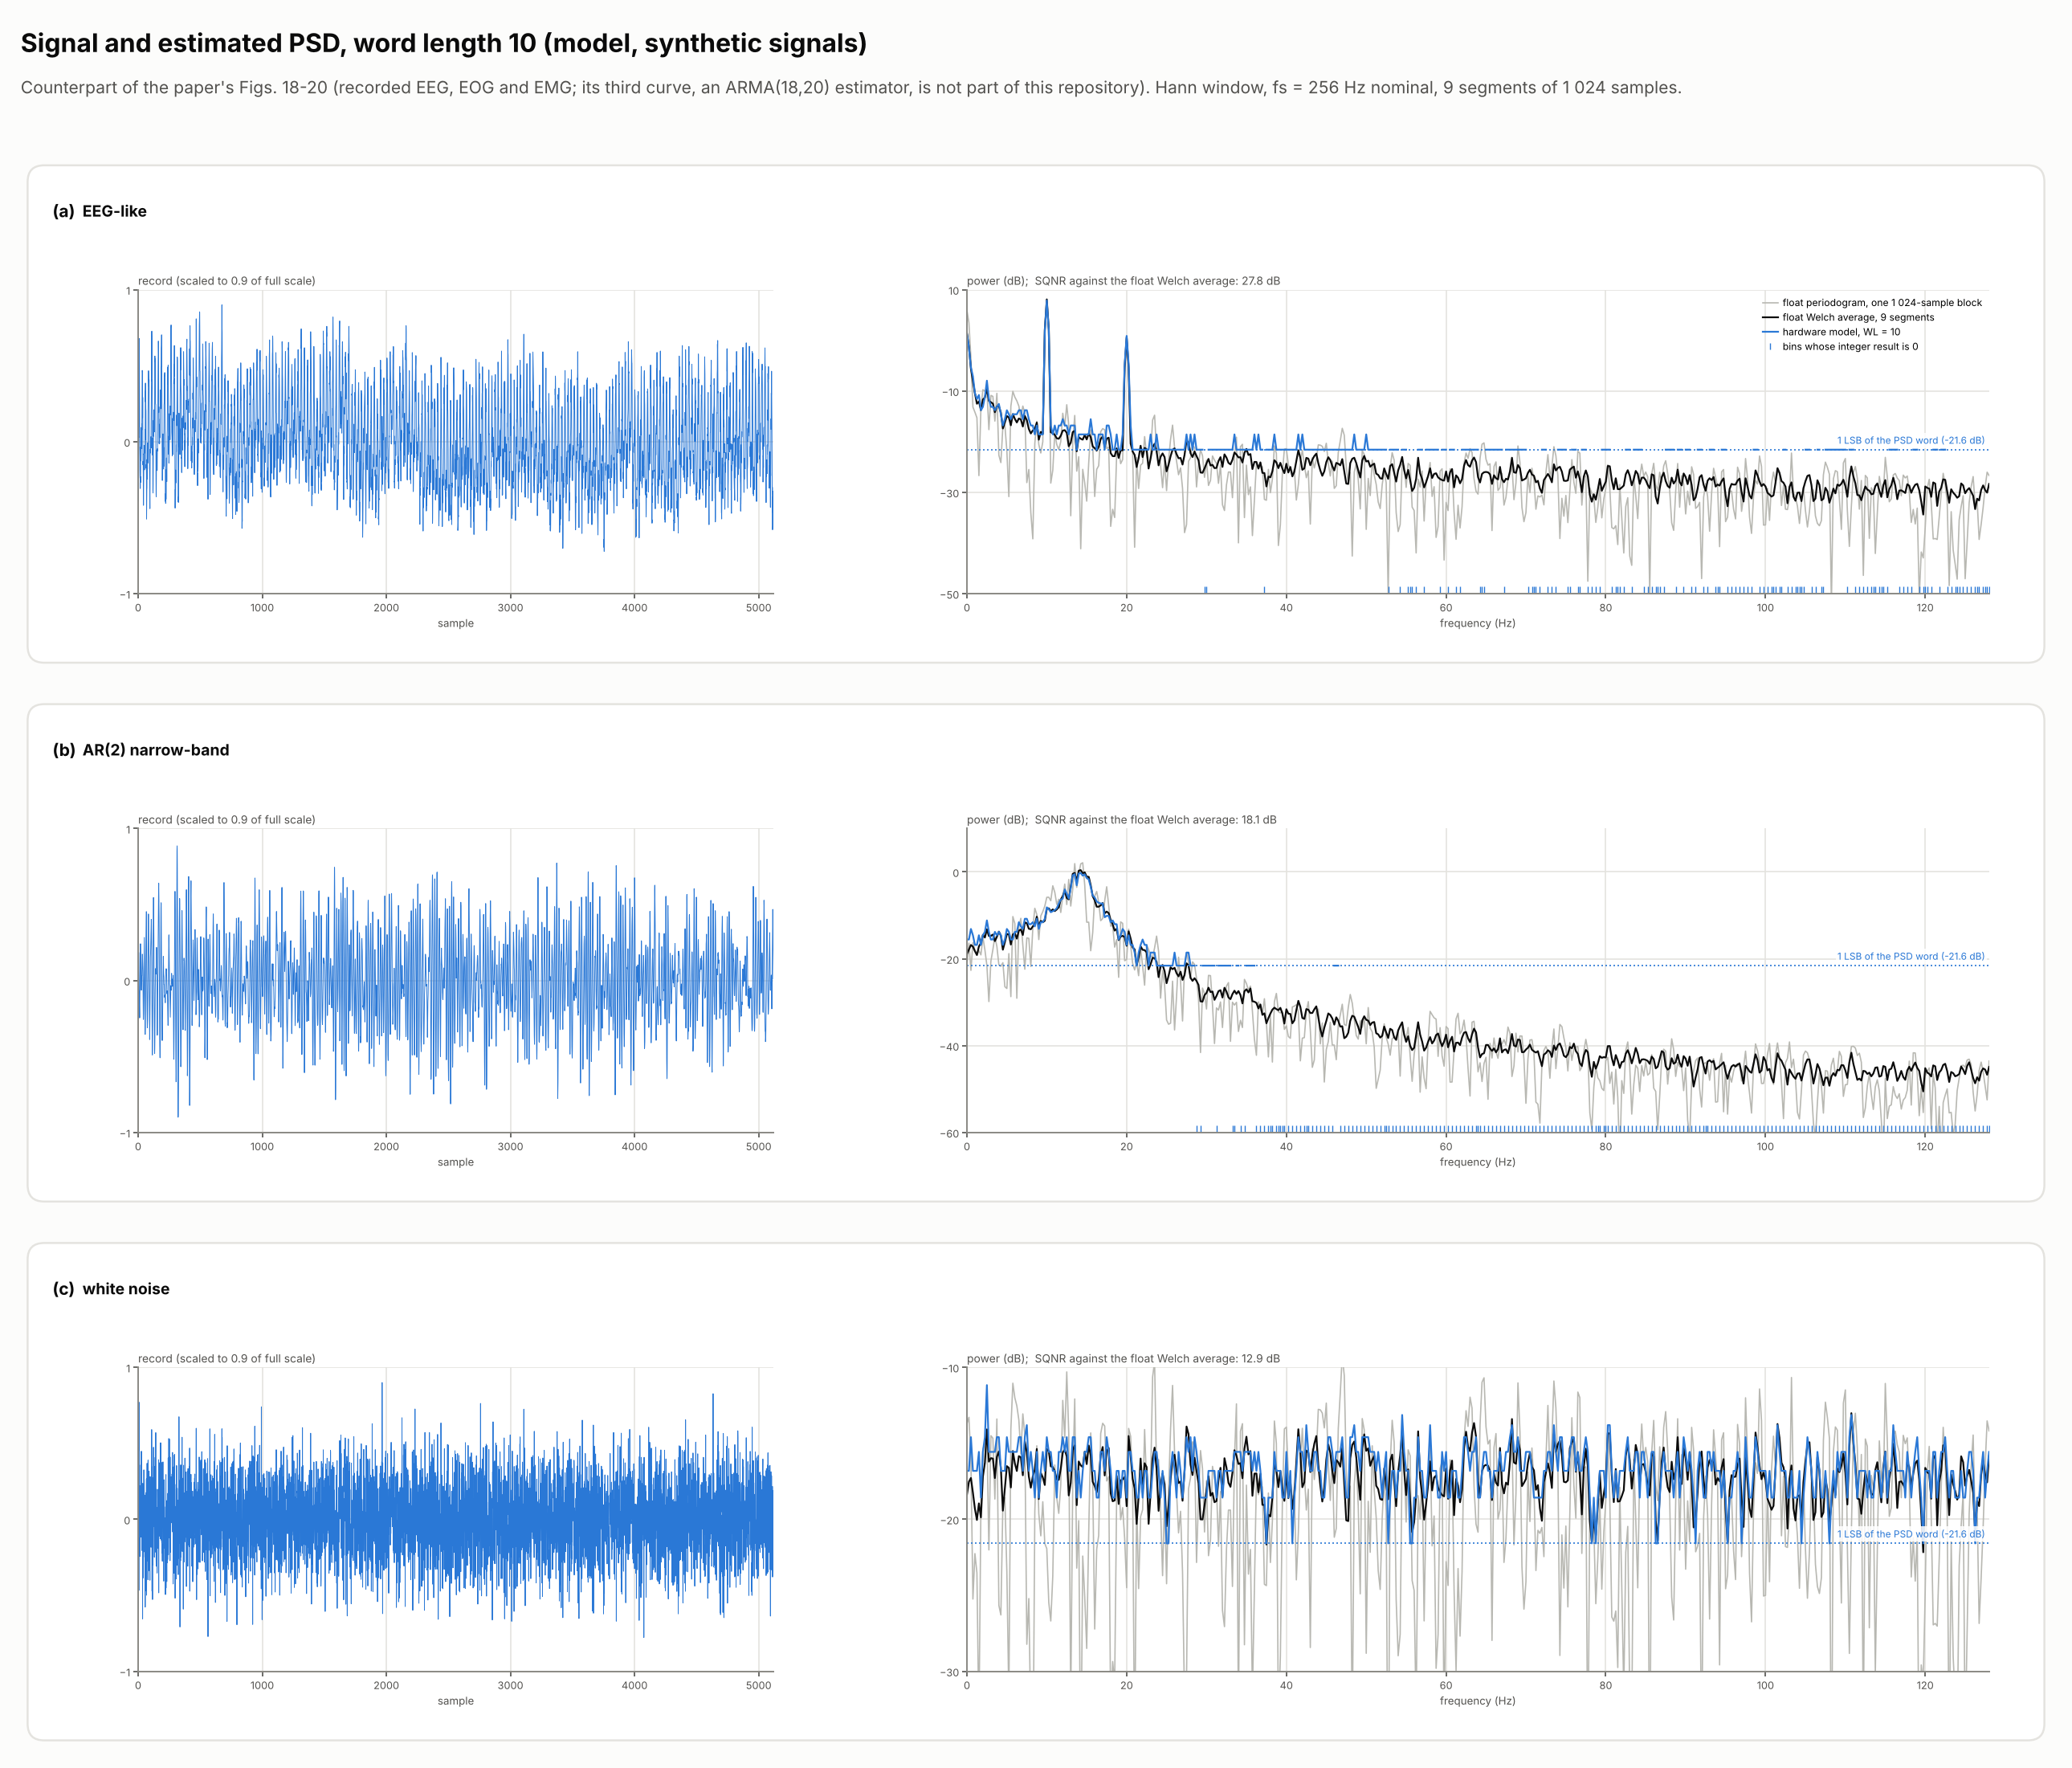 Signal and estimated PSD, word length 10 (model, synthetic signals)
Counterpart of the paper's Figs. 18-20 (recorded EEG, EOG and EMG; its third curve, an ARMA(18,20) estimator, is not part of this repository). Hann window, fs = 256 Hz nominal, 9 segments of 1 024 samples.
(a) EEG-like
record (scaled to 0.9 of full scale)
1
0
−1
0 1000 2000 3000 4000 5000
sample
power (dB); SQNR against the float Welch average: 27.8 dB
10
−10
−30
−50
float periodogram, one 1 024-sample block
float Welch average, 9 segments
hardware model, WL = 10
bins whose integer result is 0
1 LSB of the PSD word (-21.6 dB)
0 20 40 60 80 100 120
frequency (Hz)
(b) AR(2) narrow-band
record (scaled to 0.9 of full scale)
1
0
−1
0 1000 2000 3000 4000 5000
sample
power (dB); SQNR against the float Welch average: 18.1 dB
0
−20
−40
−60
1 LSB of the PSD word (-21.6 dB)
0 20 40 60 80 100 120
frequency (Hz)
(c) white noise
record (scaled to 0.9 of full scale)
1
0
−1
0 1000 2000 3000 4000 5000
sample
power (dB); SQNR against the float Welch average: 12.9 dB
−10
−20
−30
1 LSB of the PSD word (-21.6 dB)
0 20 40 60 80 100 120
frequency (Hz)